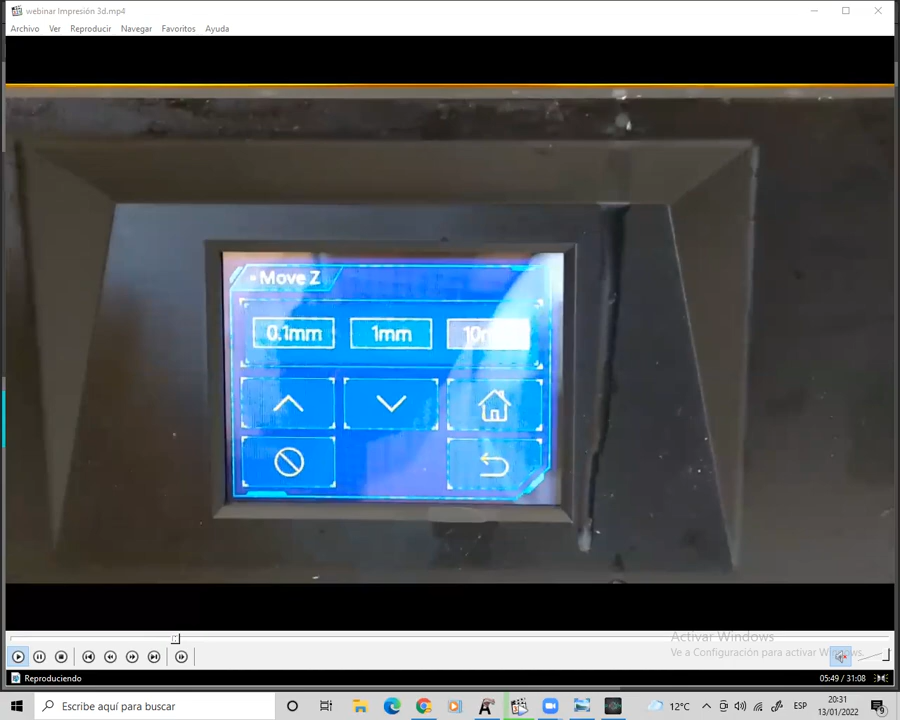 webinar Impresión 3d.mp4
Archivo Ver Reproducir Navegar Favoritos Ayuda
Move Z
0.1mm 1mm
Activar Windows
Ve a Configuración para activar Windows.
Reproduciendo 05:49 / 31:08
Escribe aquí para buscar 12°C ESP 20:31
13/01/2022